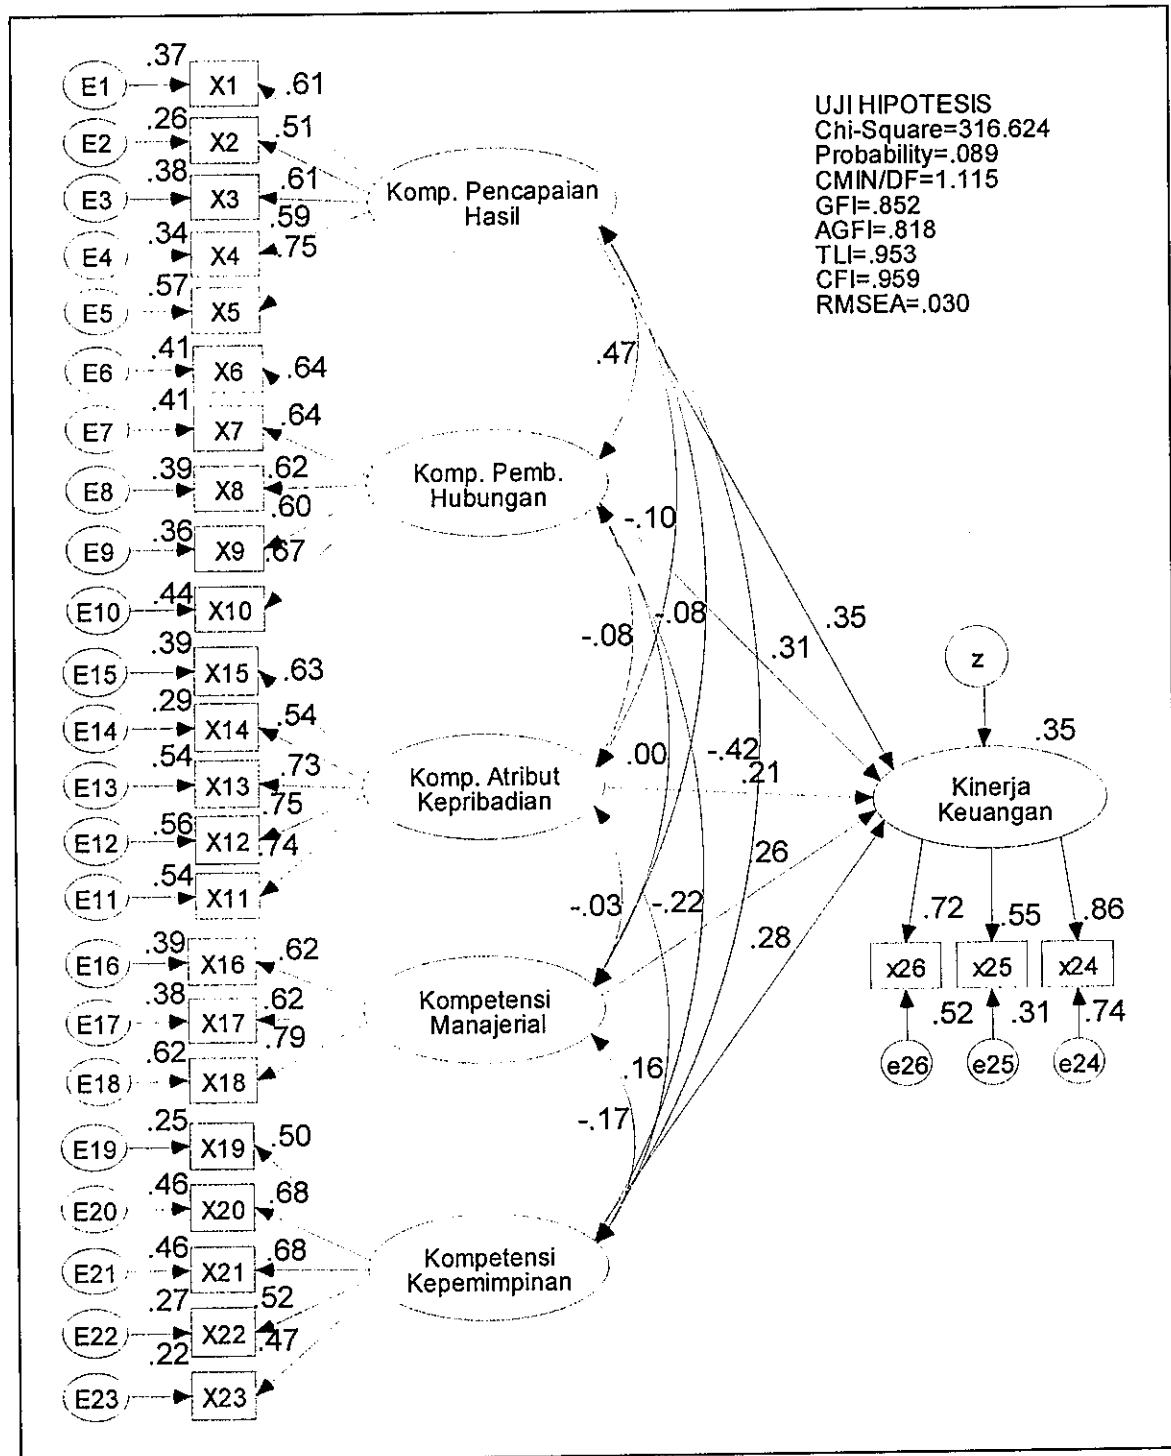 UJI HIPOTESIS
Chi-Square=316.624
Probability=.089
CMIN/DF=1.115
GFI=.852
AGFI=.818
TLI=.953
CFI=.959
RMSEA=.030
.37
E1 X1 .61
.26
E2 X2 .51
.38
E3 X3 .61
.34
E4 X4 .59
.75
.57
E5 X5
Komp. Pencapaian
Hasil
.41
E6 X6 .64
.41
E7 X7 .64
.39
E8 X8 .62
.36
E9 X9 .60
.67
.44
E10 X10
Komp. Pemb.
Hubungan
.39
E15 X15 .63
.29
E14 X14 .54
.54
E13 X13 .73
.56
E12 X12 .75
.74
.54
E11 X11
Komp. Atribut
Kepribadian
.39
E16 X16 .62
.38
E17 X17 .62
.62
E18 X18 .79
Kompetensi
Manajerial
.25
E19 X19 .50
.46
E20 X20 .68
.46
E21 X21 .68
.27
E22 X22 .52
.47
.22
E23 X23
Kompetensi
Kepemimpinan
.47
-.10
-.08
-.08
.31
.35
.00
-.42
.21
.26
-.03
-.22
.28
.16
-.17
z
.35
Kinerja
Keuangan
.72 .55 .86
x26 x25 x24
.52 .31 .74
e26 e25 e24